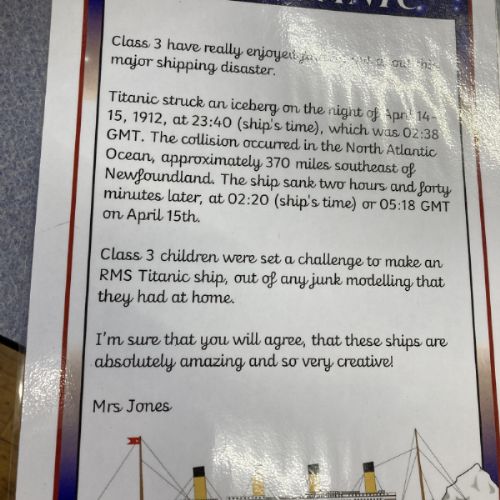 Class 3 have really enjoyed
major shipping disaster.
Titanic struck an iceberg on the night of April 14-
15, 1912, at 23:40 (ship's time), which was 02:38
GMT. The collision occurred in the North Atlantic
Ocean, approximately 370 miles southeast of
Newfoundland. The ship sank two hours and forty
minutes later, at 02:20 (ship's time) or 05:18 GMT
on April 15th.
Class 3 children were set a challenge to make an
RMS Titanic ship, out of any junk modelling that
they had at home.
I'm sure that you will agree, that these ships are
absolutely amazing and so very creative!
Mrs Jones